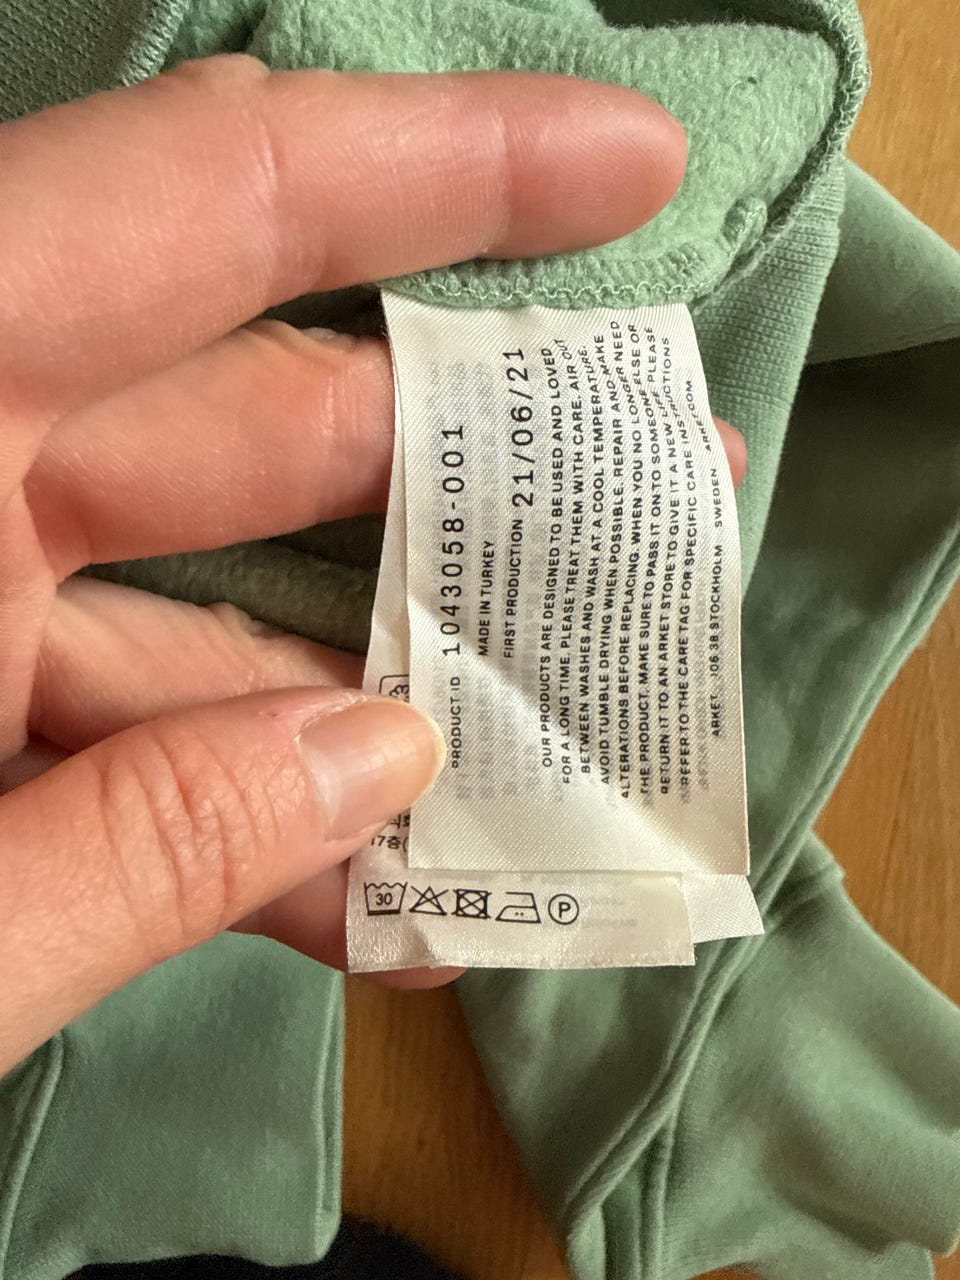 PRODUCT ID 1043058-001
MADE IN TURKEY
FIRST PRODUCTION 21/06/21
OUR PRODUCTS ARE DESIGNED TO BE USED AND LOVED
FOR A LONG TIME. PLEASE TREAT THEM WITH CARE. AIR OUT
BETWEEN WASHES AND WASH AT A COOL TEMPERATURE.
AVOID TUMBLE DRYING WHEN POSSIBLE. REPAIR AND MAKE
ALTERATIONS BEFORE REPLACING. WHEN YOU NO LONGER NEED
THE PRODUCT, MAKE SURE TO PASS IT ON TO SOMEONE ELSE OR
RETURN IT TO AN ARKET STORE TO GIVE IT A NEW LIFE. PLEASE
REFER TO THE CARE TAG FOR SPECIFIC CARE INSTRUCTIONS
ARKET, 106 38 STOCKHOLM SWEDEN ARKET.COM
17층(
30
P